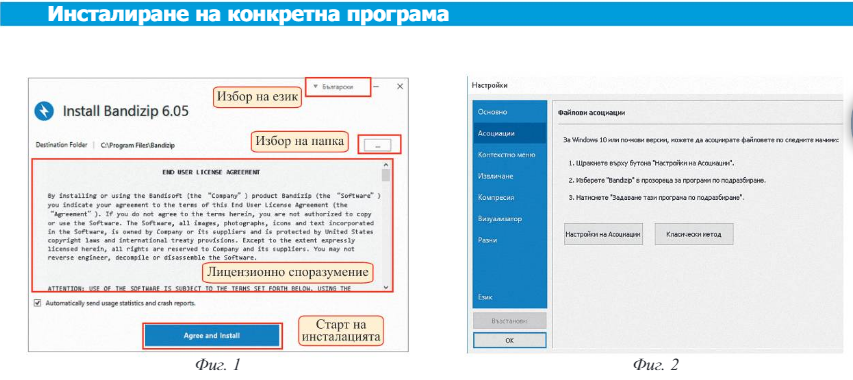 Инсталиране на конкретна програма
Български
Избор на език
Install Bandizip 6.05
Избор на папка
Destination Folder C:\Program Files\Bandizip ...
END USER LICENSE AGREEMENT
By installing or using the Bandisoft (the "Company") product Bandizip (the "Software")
you indicate your agreement to the terms of this End User License Agreement (the
"Agreement"). If you do not agree to the terms herein, you are not authorized to copy
or use the Software. The Software, all images, photographs, icons and text incorporated
in the Software, is owned by Company or its suppliers and is protected by United States
copyright laws and international treaty provisions. Except to the extent expressly
licensed herein, all rights are reserved to Company and its suppliers. You may not
reverse engineer, decompile or disassemble the Software.
Лицензионно споразумение
ATTENTION: USE OF THE SOFTWARE IS SUBJECT TO THE TERMS SET FORTH BELOW. USING THE
Automatically send usage statistics and crash reports.
Agree and Install
Старт на
инсталацията
Фиг. 1
Настройки
Основно
Асоциации
Контекстно меню
Извличане
Компресия
Визуализатор
Разни
Език
Възстанови
OK
Файлови асоциации
За Windows 10 или по-нови версии, можете да асоциирате файловете по следните начини:
1. Щракнете върху бутона "Настройки на Асоциации".
2. Изберете "Bandizip" в прозореца за програми по подразбиране.
3. Натиснете "Задаване тази програма по подразбиране".
Настройки на Асоциации
Класически метод
Фиг. 2